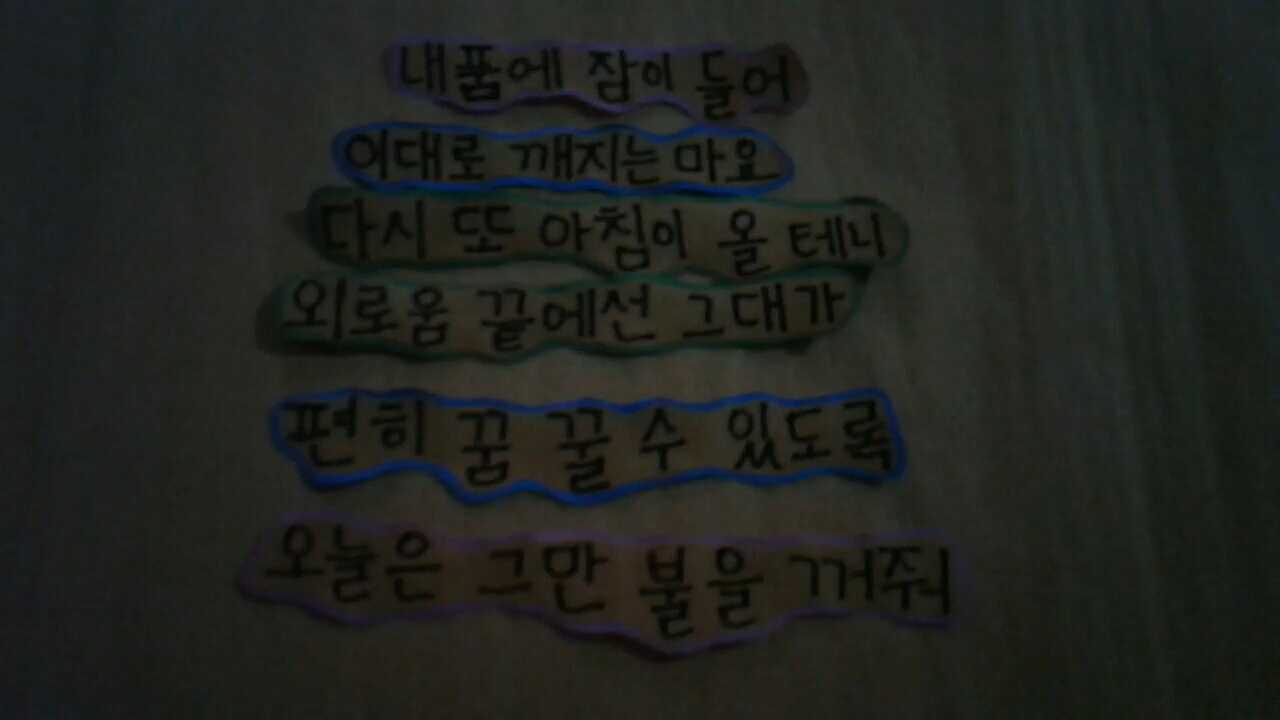 내품에 잠이 들어
이대로 깨지는 마요
다시 또 아침이 올 테니
외로움 끝에선 그대가
편히 꿈 꿀 수 있도록
오늘은 그만 불을 꺼줘